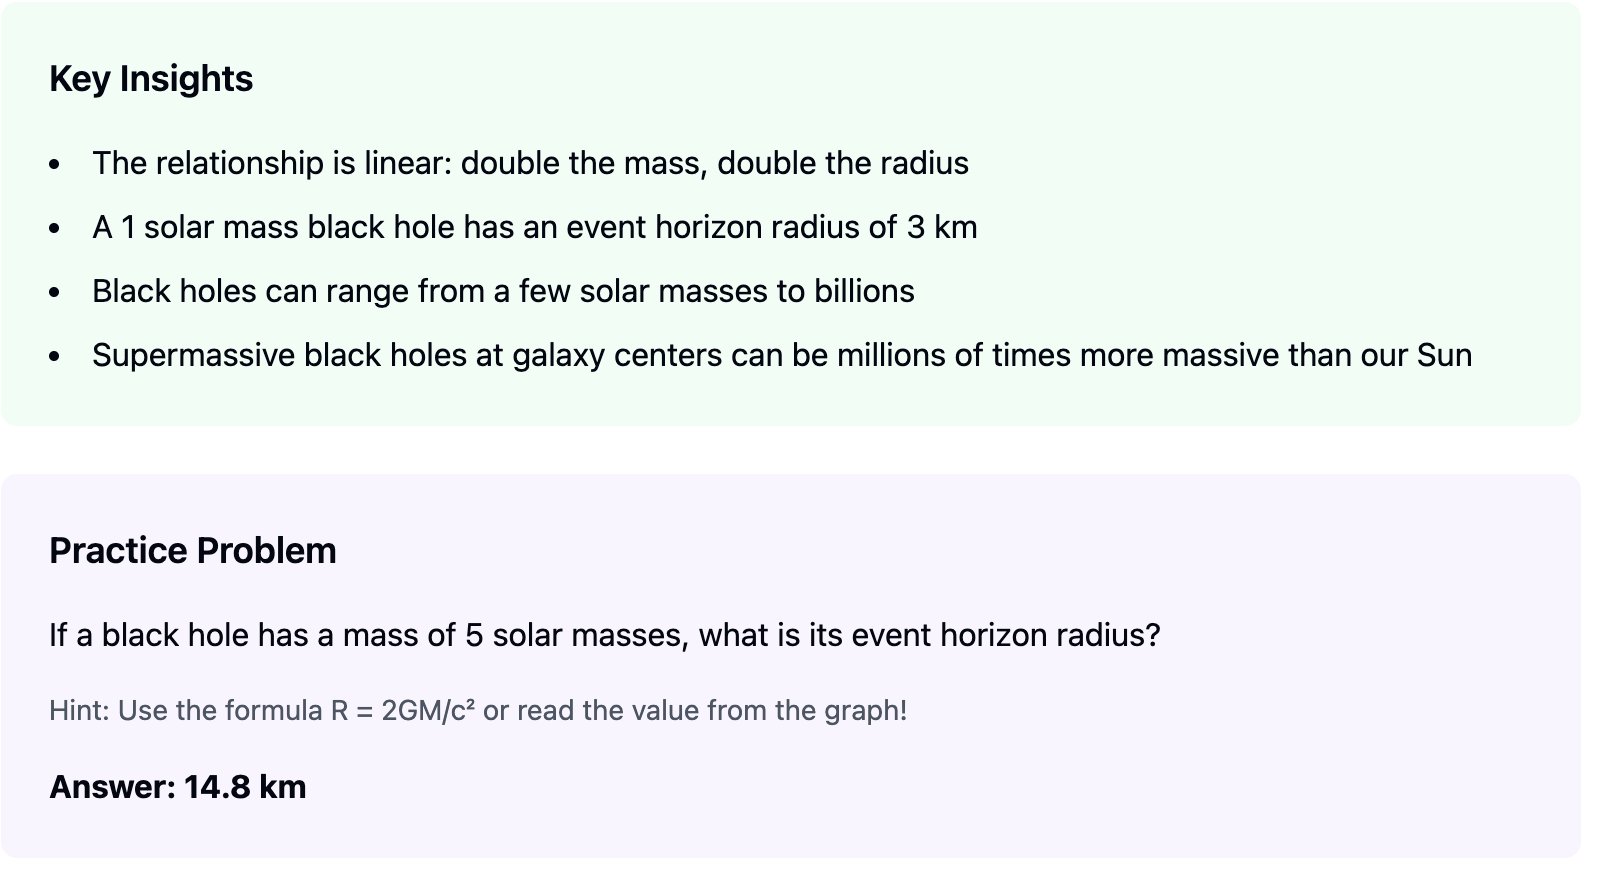 Key Insights
• The relationship is linear: double the mass, double the radius
• A 1 solar mass black hole has an event horizon radius of 3 km
• Black holes can range from a few solar masses to billions
• Supermassive black holes at galaxy centers can be millions of times more massive than our Sun
Practice Problem
If a black hole has a mass of 5 solar masses, what is its event horizon radius?
Hint: Use the formula R = 2GM/c² or read the value from the graph!
Answer: 14.8 km